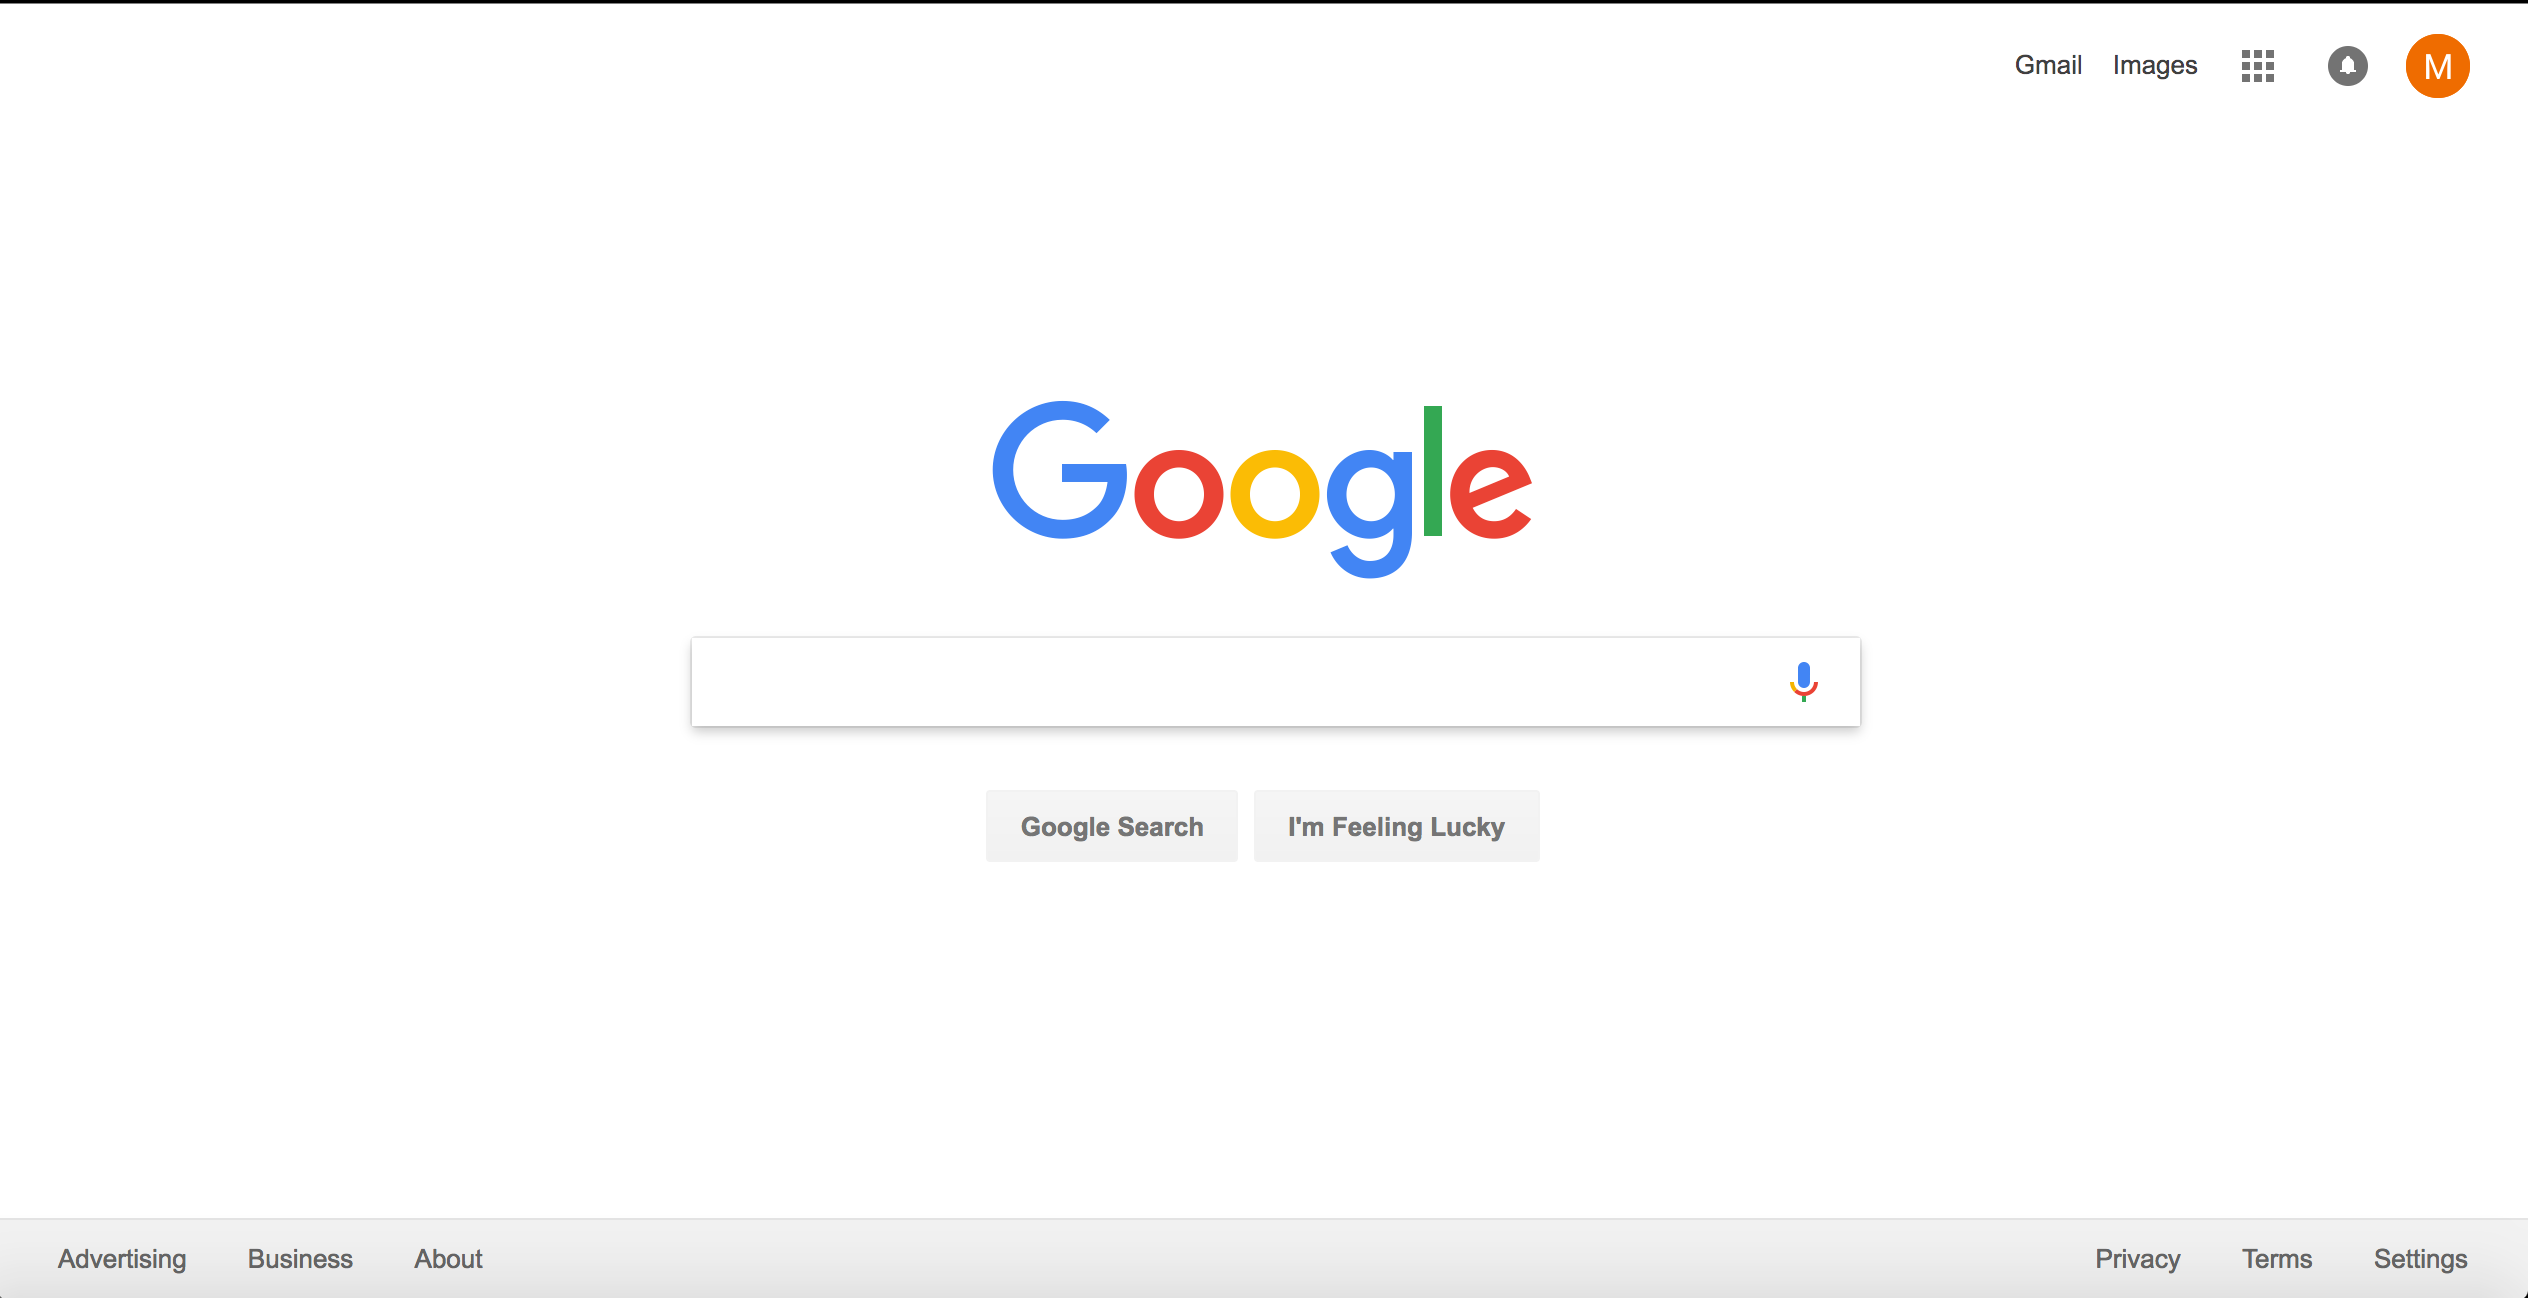 Gmail Images M
Google
Google Search I'm Feeling Lucky
Advertising Business About Privacy Terms Settings